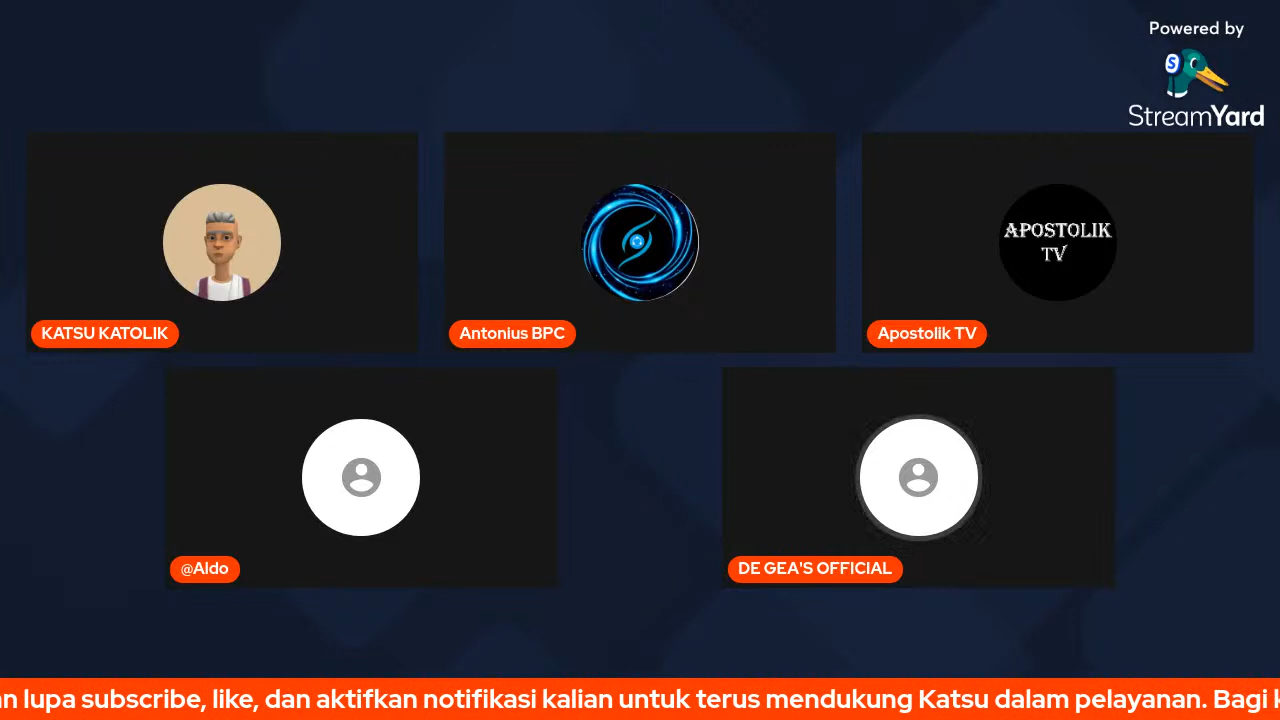 Powered by
StreamYard
KATSU KATOLIK
Antonius BPC
APOSTOLIK
TV
Apostolik TV
@Aldo
DE GEA'S OFFICIAL
lupa subscribe, like, dan aktifkan notifikasi kalian untuk terus mendukung Katsu dalam pelayanan. Bagi